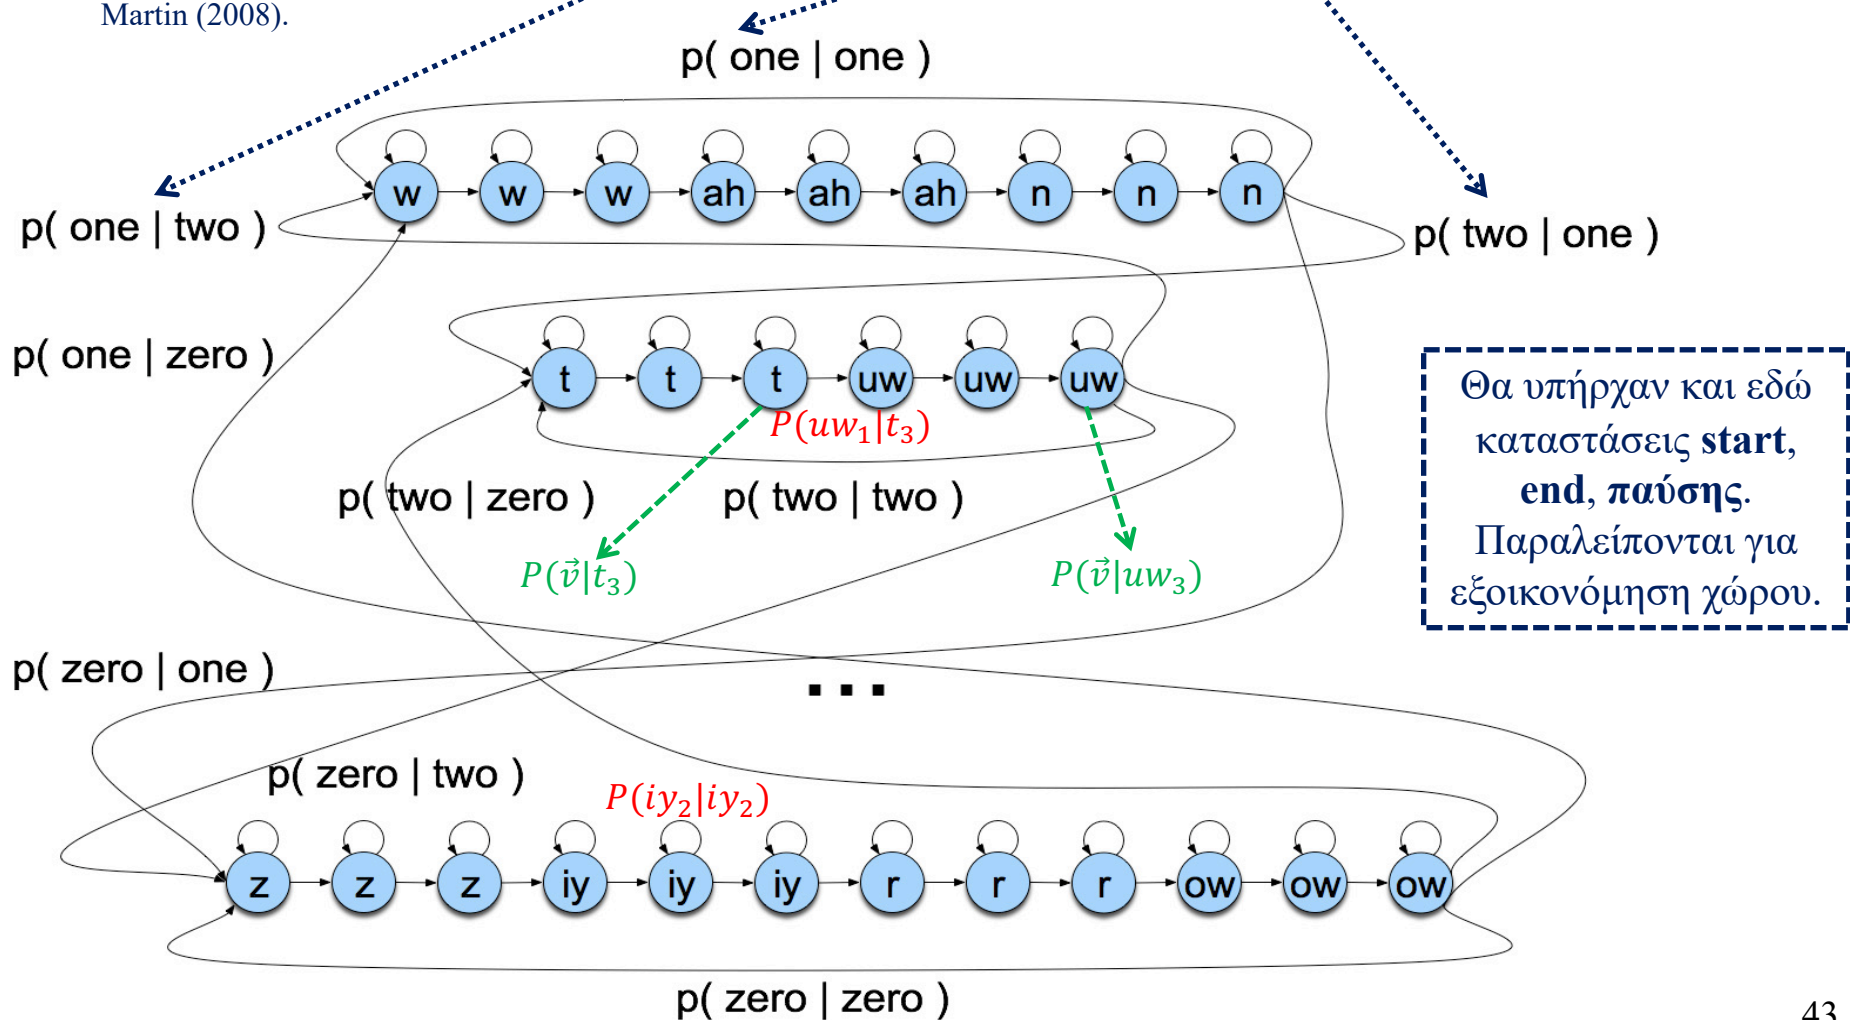 Martin (2008).
p( one | one )
w w w ah ah ah n n n
p( one | two )
p( two | one )
p( one | zero )
t t t uw uw uw
P(uw₁|t₃)
Θα υπήρχαν και εδώ
καταστάσεις start,
end, παύσης.
Παραλείπονται για
εξοικονόμηση χώρου.
p( two | zero )
p( two | two )
P(v⃗|t₃)
P(v⃗|uw₃)
p( zero | one )
...
p( zero | two )
P(iy₂|iy₂)
z z z iy iy iy r r r ow ow ow
p( zero | zero )
43